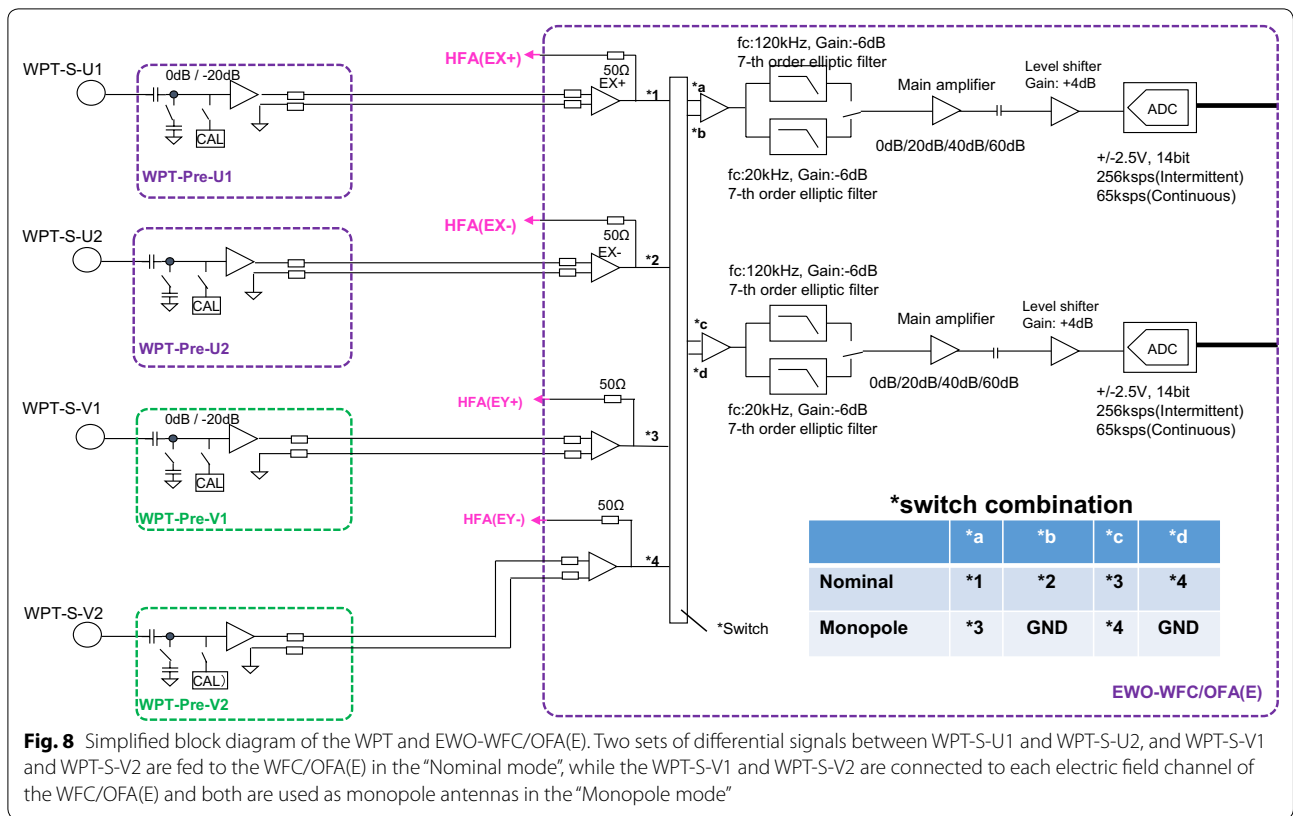 WPT-S-U1
0dB / -20dB
CAL
WPT-Pre-U1
HFA(EX+)
50Ω
EX+
*1
WPT-S-U2
CAL
WPT-Pre-U2
HFA(EX-)
50Ω
EX-
*2
WPT-S-V1
0dB / -20dB
CAL
WPT-Pre-V1
HFA(EY+)
50Ω
*3
WPT-S-V2
CAL)
WPT-Pre-V2
HFA(EY-)
50Ω
*4
*Switch
*a
*b
fc:120kHz, Gain:-6dB
7-th order elliptic filter
fc:20kHz, Gain:-6dB
7-th order elliptic filter
Main amplifier
0dB/20dB/40dB/60dB
Level shifter
Gain: +4dB
ADC
+/-2.5V, 14bit
256ksps(Intermittent)
65ksps(Continuous)
*c
*d
fc:120kHz, Gain:-6dB
7-th order elliptic filter
fc:20kHz, Gain:-6dB
7-th order elliptic filter
Main amplifier
0dB/20dB/40dB/60dB
Level shifter
Gain: +4dB
ADC
+/-2.5V, 14bit
256ksps(Intermittent)
65ksps(Continuous)
*switch combination
*a *b *c *d
Nominal *1 *2 *3 *4
Monopole *3 GND *4 GND
EWO-WFC/OFA(E)
Fig. 8 Simplified block diagram of the WPT and EWO-WFC/OFA(E). Two sets of differential signals between WPT-S-U1 and WPT-S-U2, and WPT-S-V1
and WPT-S-V2 are fed to the WFC/OFA(E) in the “Nominal mode”, while the WPT-S-V1 and WPT-S-V2 are connected to each electric field channel of
the WFC/OFA(E) and both are used as monopole antennas in the “Monopole mode”